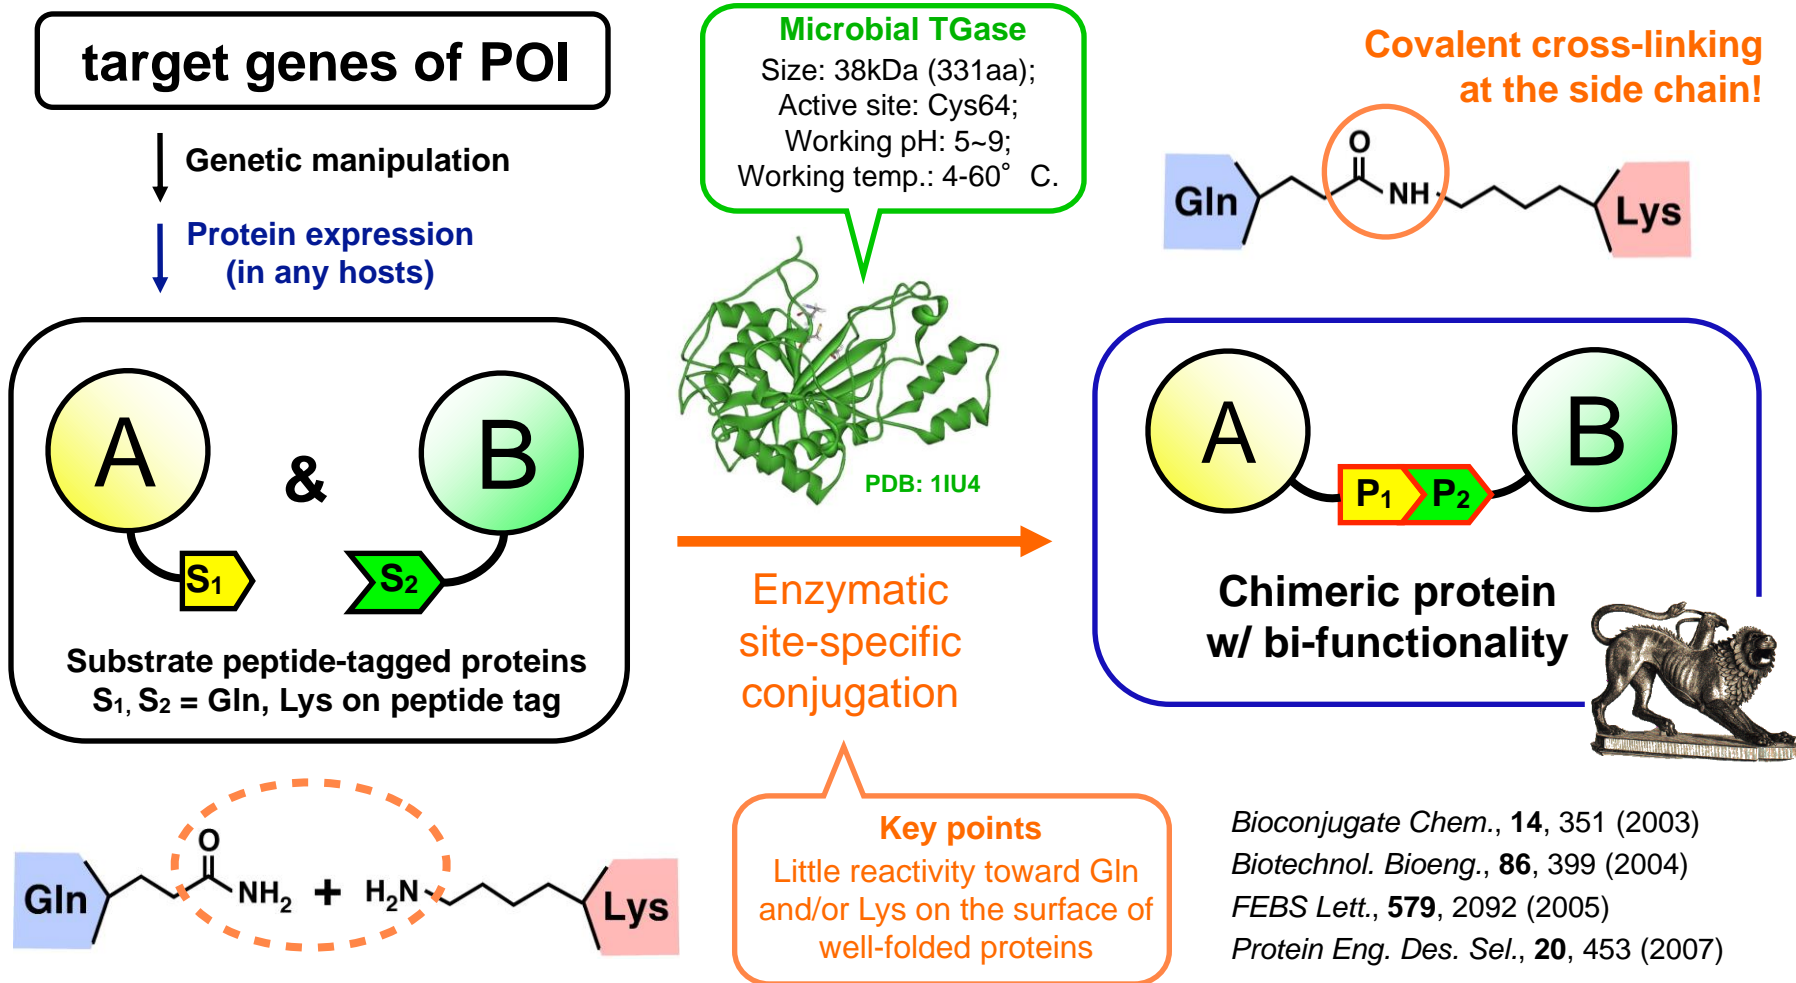 target genes of POI
Genetic manipulation
Protein expression
(in any hosts)
A
&
B
S1
S2
Substrate peptide-tagged proteins
S1, S2 = Gln, Lys on peptide tag
Gln
O
NH2
+
H2N
Lys
Microbial TGase
Size: 38kDa (331aa);
Active site: Cys64;
Working pH: 5~9;
Working temp.: 4-60° C.
PDB: 1IU4
Enzymatic
site-specific
conjugation
Key points
Little reactivity toward Gln
and/or Lys on the surface of
well-folded proteins
Covalent cross-linking
at the side chain!
Gln
O
NH
Lys
A
P1
P2
B
Chimeric protein
w/ bi-functionality
Bioconjugate Chem., 14, 351 (2003)
Biotechnol. Bioeng., 86, 399 (2004)
FEBS Lett., 579, 2092 (2005)
Protein Eng. Des. Sel., 20, 453 (2007)